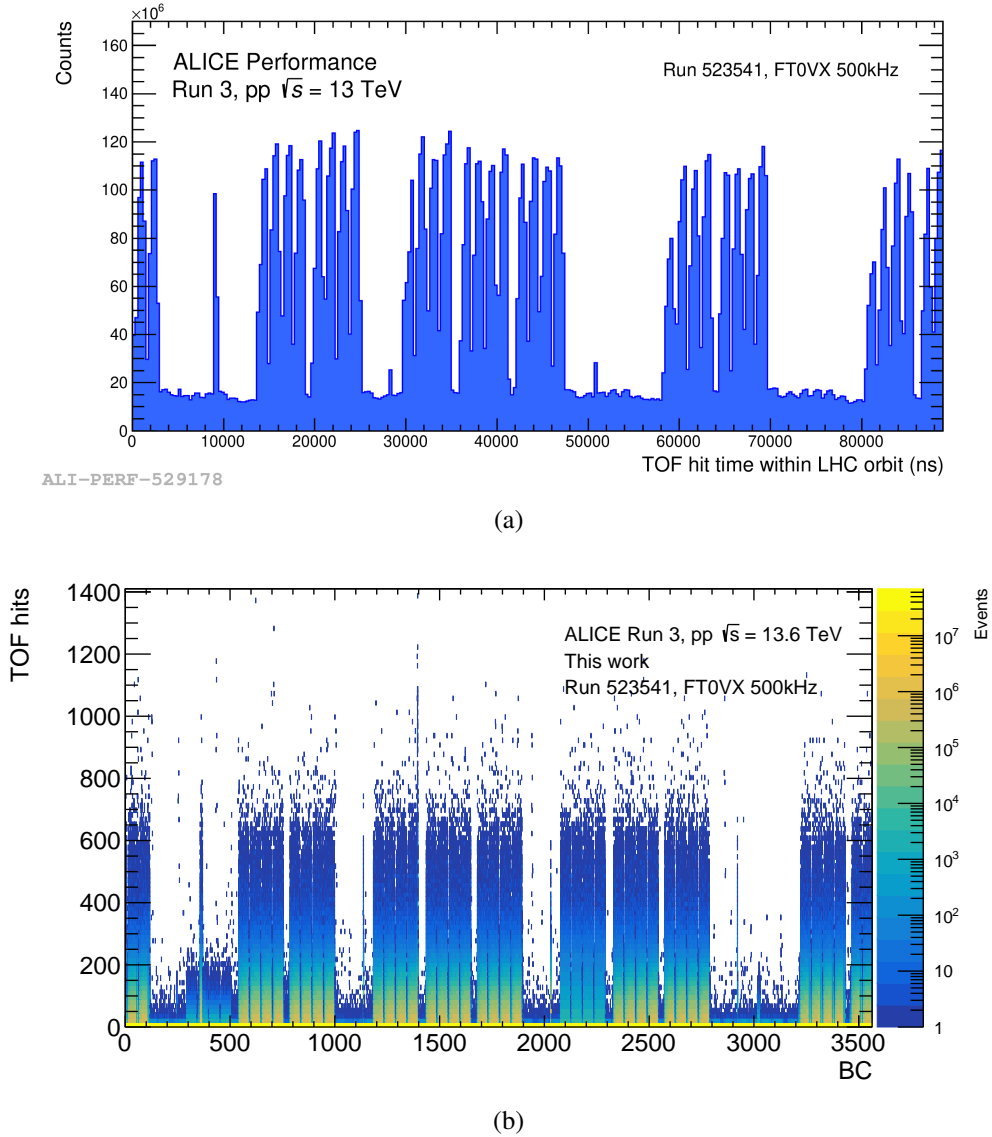 ×10⁶
Counts
160
140
120
100
80
60
40
20
0
ALICE Performance
Run 3, pp √s = 13 TeV
Run 523541, FT0VX 500kHz
0 10000 20000 30000 40000 50000 60000 70000 80000
TOF hit time within LHC orbit (ns)
ALI-PERF-529178
(a)
TOF hits
1400
1200
1000
800
600
400
200
0
ALICE Run 3, pp √s = 13.6 TeV
This work
Run 523541, FT0VX 500kHz
0 500 1000 1500 2000 2500 3000 3500
BC
Events
10⁷
10⁶
10⁵
10⁴
10³
10²
10
1
(b)